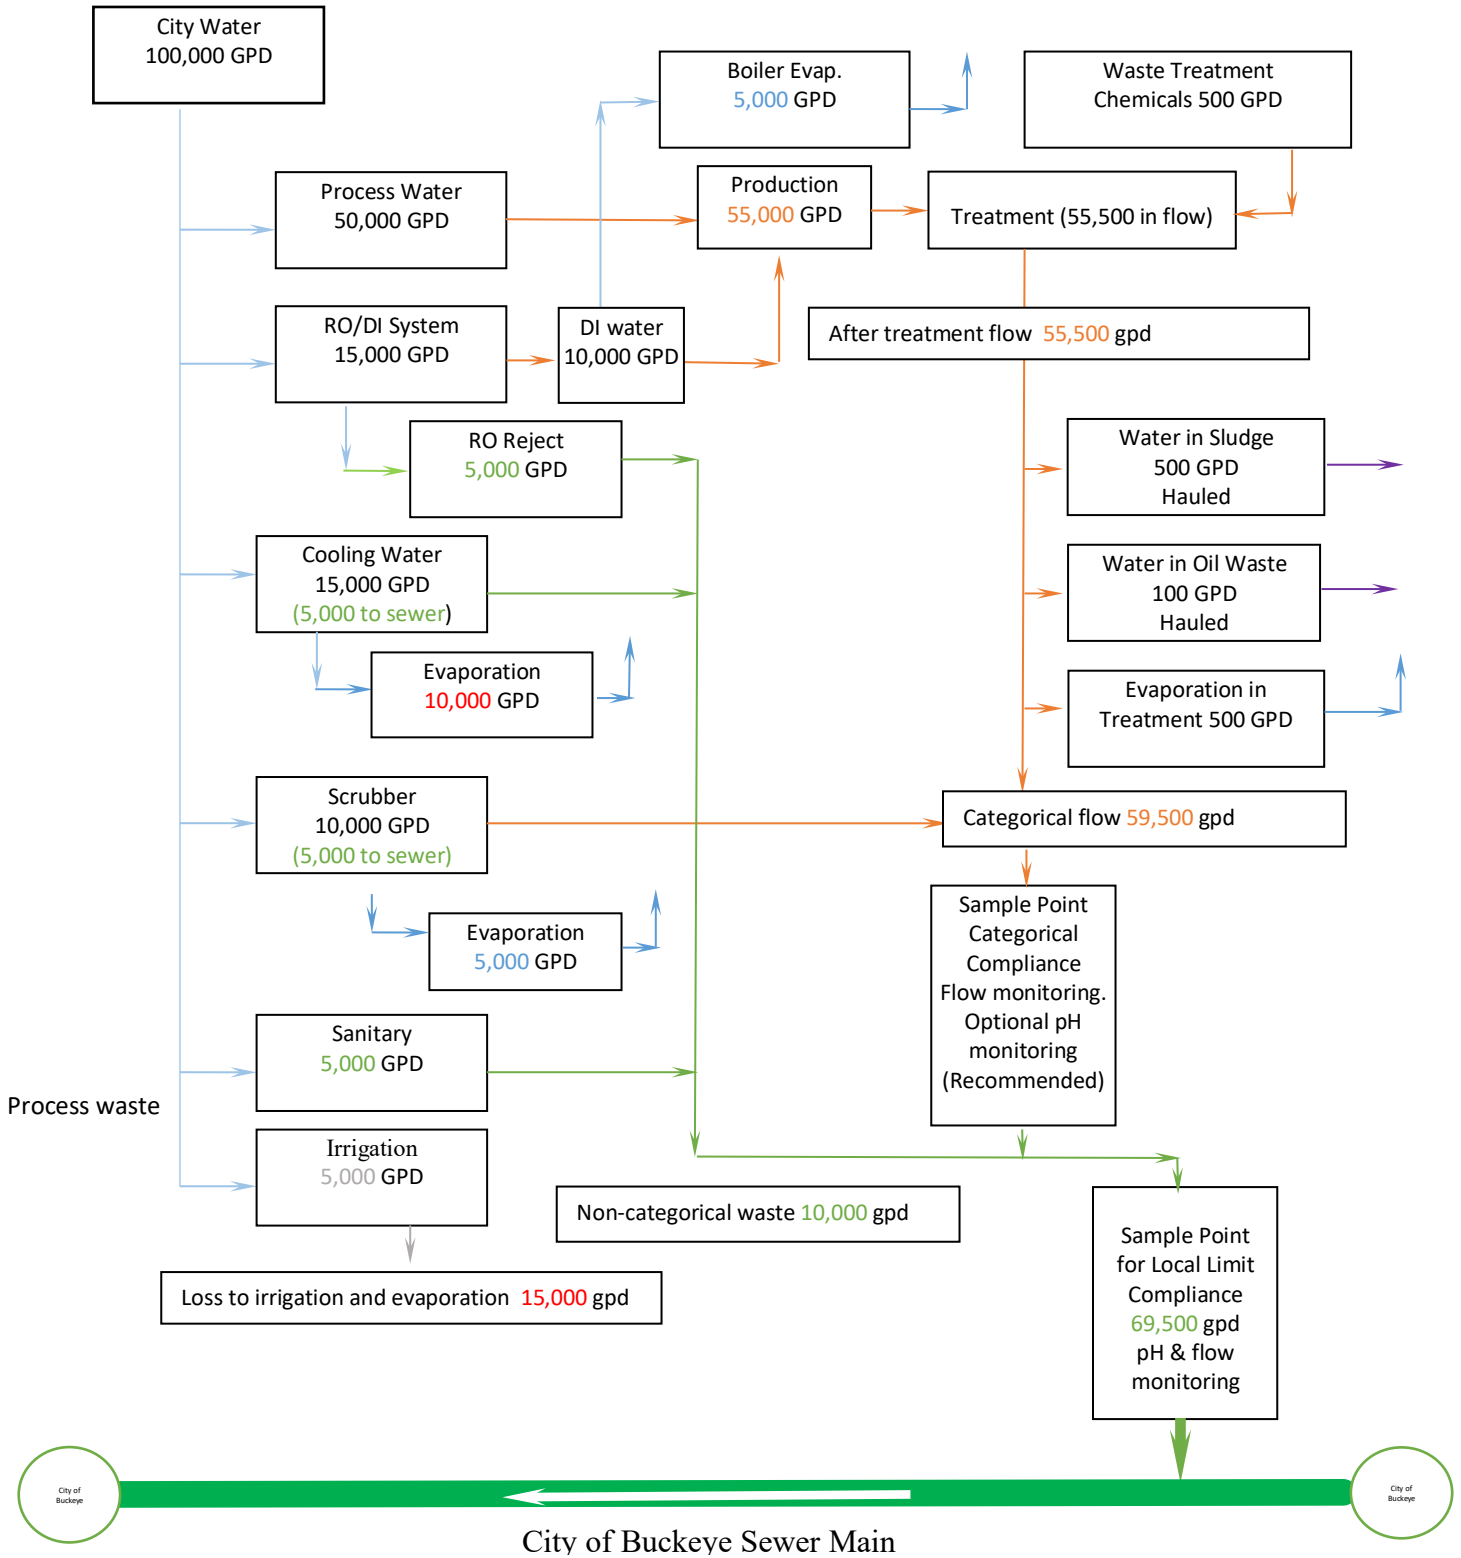 City Water
100,000 GPD
Boiler Evap.
5,000 GPD
Waste Treatment
Chemicals 500 GPD
Process Water
50,000 GPD
Production
55,000 GPD
Treatment (55,500 in flow)
RO/DI System
15,000 GPD
DI water
10,000 GPD
After treatment flow 55,500 gpd
RO Reject
5,000 GPD
Water in Sludge
500 GPD
Hauled
Cooling Water
15,000 GPD
(5,000 to sewer)
Water in Oil Waste
100 GPD
Hauled
Evaporation
10,000 GPD
Evaporation in
Treatment 500 GPD
Scrubber
10,000 GPD
(5,000 to sewer)
Categorical flow 59,500 gpd
Evaporation
5,000 GPD
Sample Point
Categorical
Compliance
Flow monitoring.
Optional pH
monitoring
(Recommended)
Sanitary
5,000 GPD
Process waste
Irrigation
5,000 GPD
Non-categorical waste 10,000 gpd
Loss to irrigation and evaporation 15,000 gpd
Sample Point
for Local Limit
Compliance
69,500 gpd
pH & flow
monitoring
City of
Buckeye
City of
Buckeye
City of Buckeye Sewer Main